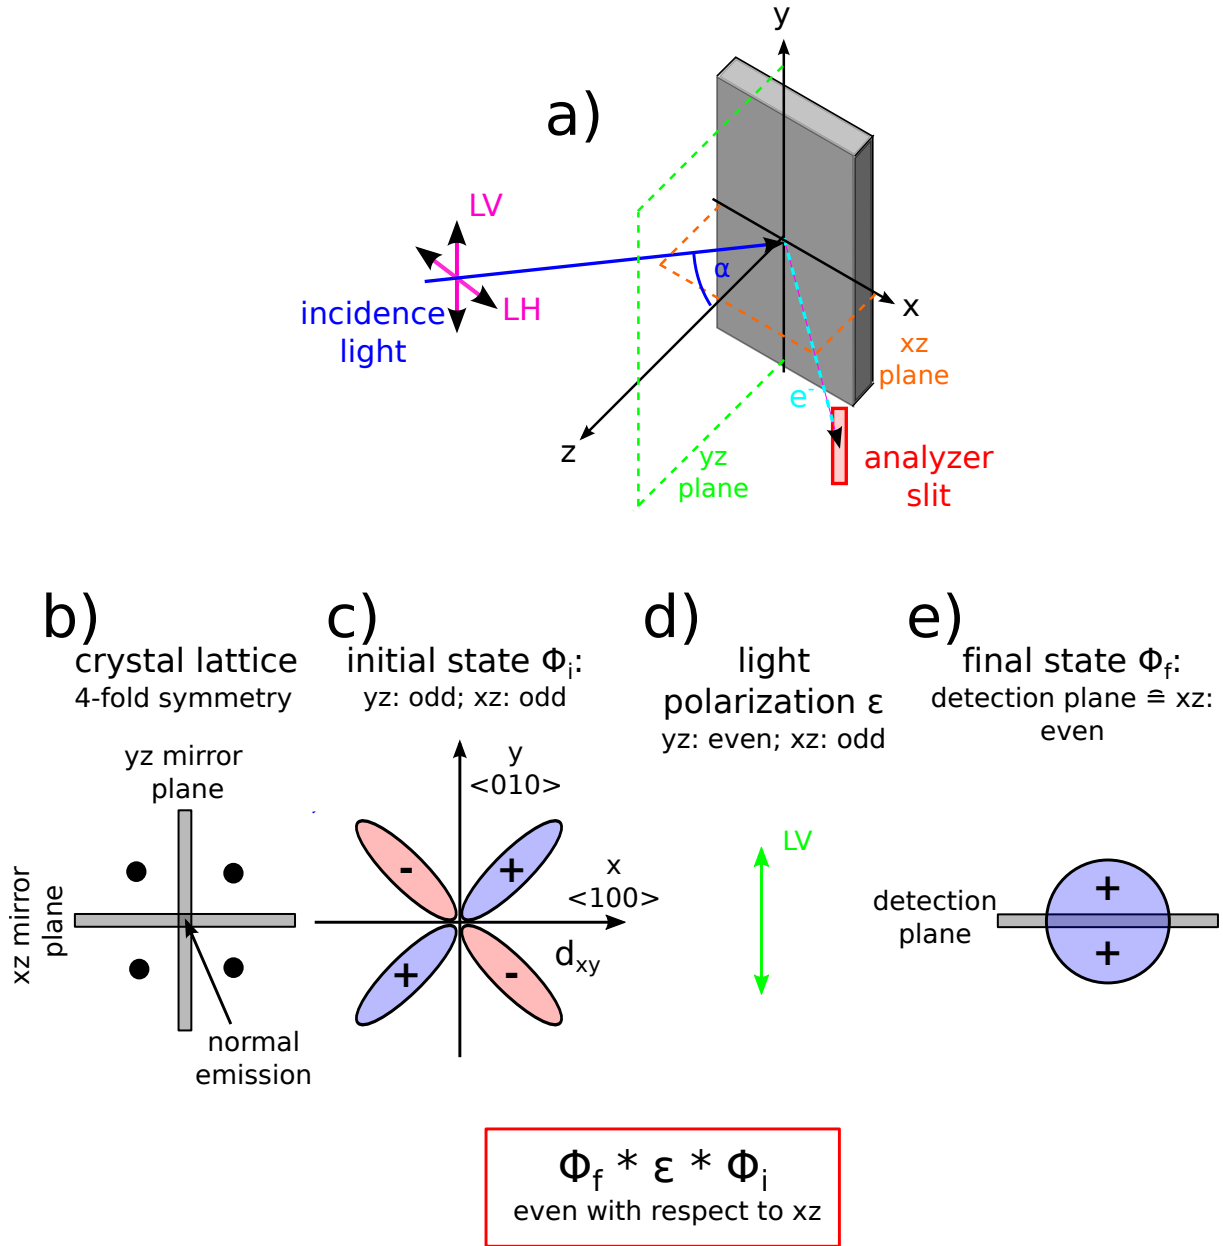 a)
y
LV
LH
incidence
light
α
x
xz
plane
e-
z
yz
plane
analyzer
slit
b)
crystal lattice
4-fold symmetry
yz mirror
plane
xz mirror
plane
normal
emission
c)
initial state Φi:
yz: odd; xz: odd
y
<010>
x
<100>
-
+
+
-
dxy
d)
light
polarization ε
yz: even; xz: odd
LV
e)
final state Φf:
detection plane ≘ xz:
even
detection
plane
+
+
Φf * ε * Φi
even with respect to xz